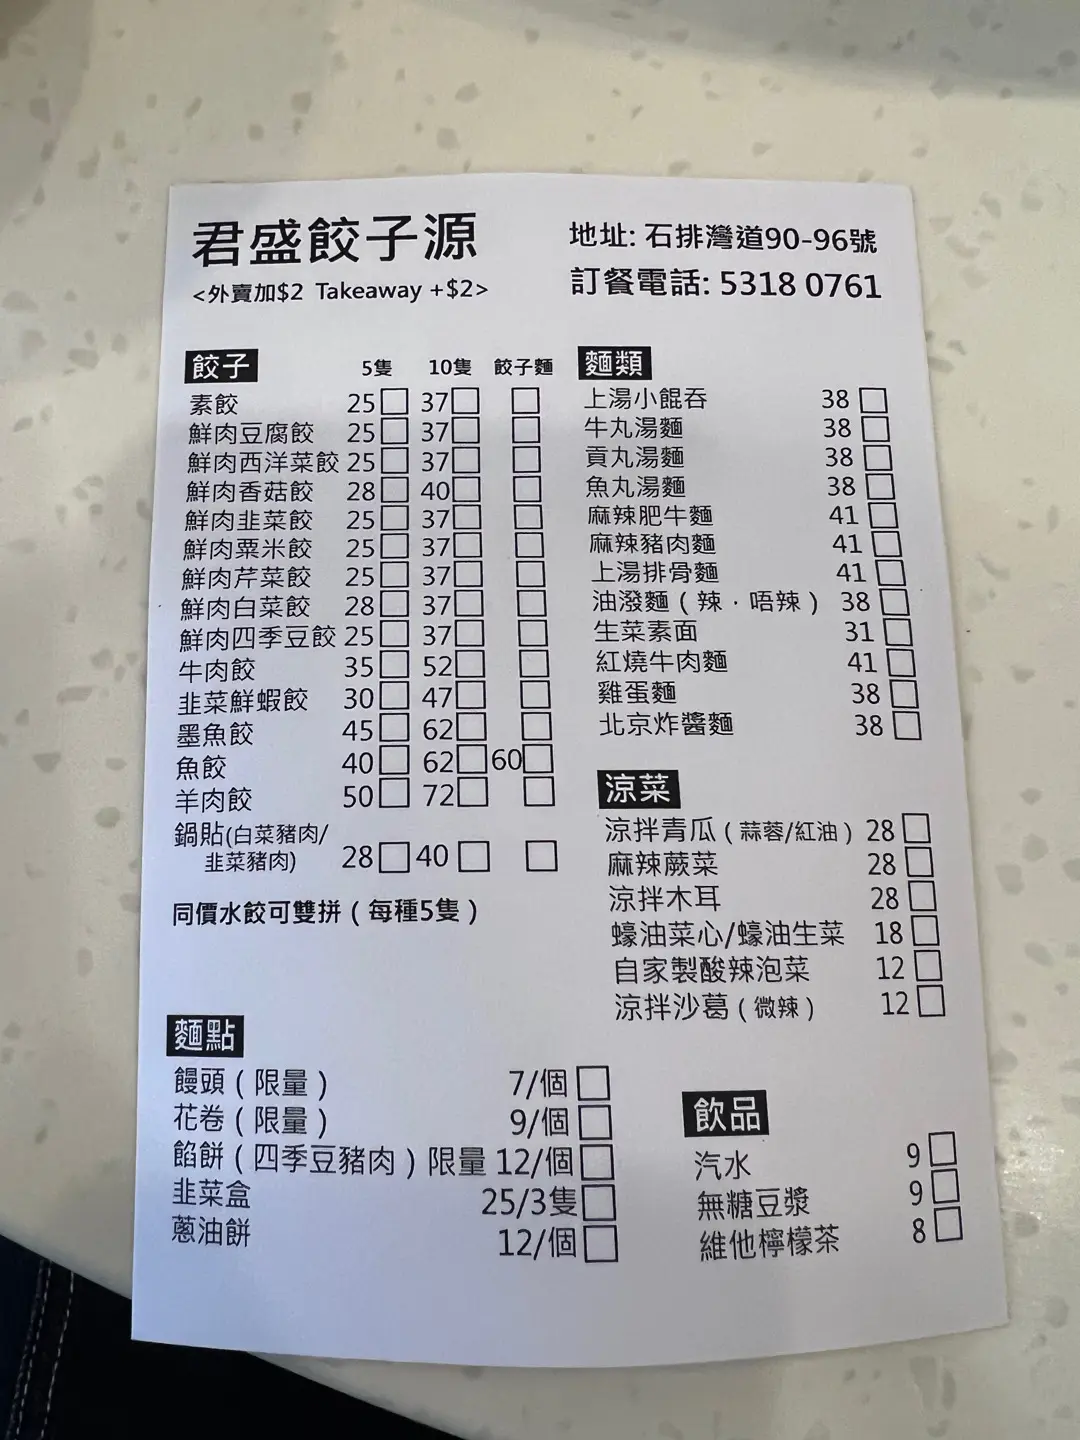 君盛餃子源
<外賣加$2 Takeaway +$2>
地址: 石排灣道90-96號
訂餐電話: 5318 0761
餃子 5隻 10隻 餃子麵
素餃 25 37
鮮肉豆腐餃 25 37
鮮肉西洋菜餃 25 37
鮮肉香菇餃 28 40
鮮肉韭菜餃 25 37
鮮肉粟米餃 25 37
鮮肉芹菜餃 25 37
鮮肉白菜餃 28 37
鮮肉四季豆餃 25 37
牛肉餃 35 52
韭菜鮮蝦餃 30 47
墨魚餃 45 62
魚餃 40 62 60
羊肉餃 50 72
鍋貼(白菜豬肉/
韭菜豬肉) 28 40
同價水餃可雙拼(每種5隻)
麵類
上湯小餛吞 38
牛丸湯麵 38
貢丸湯麵 38
魚丸湯麵 38
麻辣肥牛麵 41
麻辣豬肉麵 41
上湯排骨麵 41
油潑麵(辣．唔辣) 38
生菜素面 31
紅燒牛肉麵 41
雞蛋麵 38
北京炸醬麵 38
涼菜
涼拌青瓜(蒜蓉/紅油) 28
麻辣蕨菜 28
涼拌木耳 28
蠔油菜心/蠔油生菜 18
自家製酸辣泡菜 12
涼拌沙葛(微辣) 12
麵點
饅頭(限量) 7/個
花卷(限量) 9/個
餡餅(四季豆豬肉)限量 12/個
韭菜盒 25/3隻
蔥油餅 12/個
飲品
汽水 9
無糖豆漿 9
維他檸檬茶 8